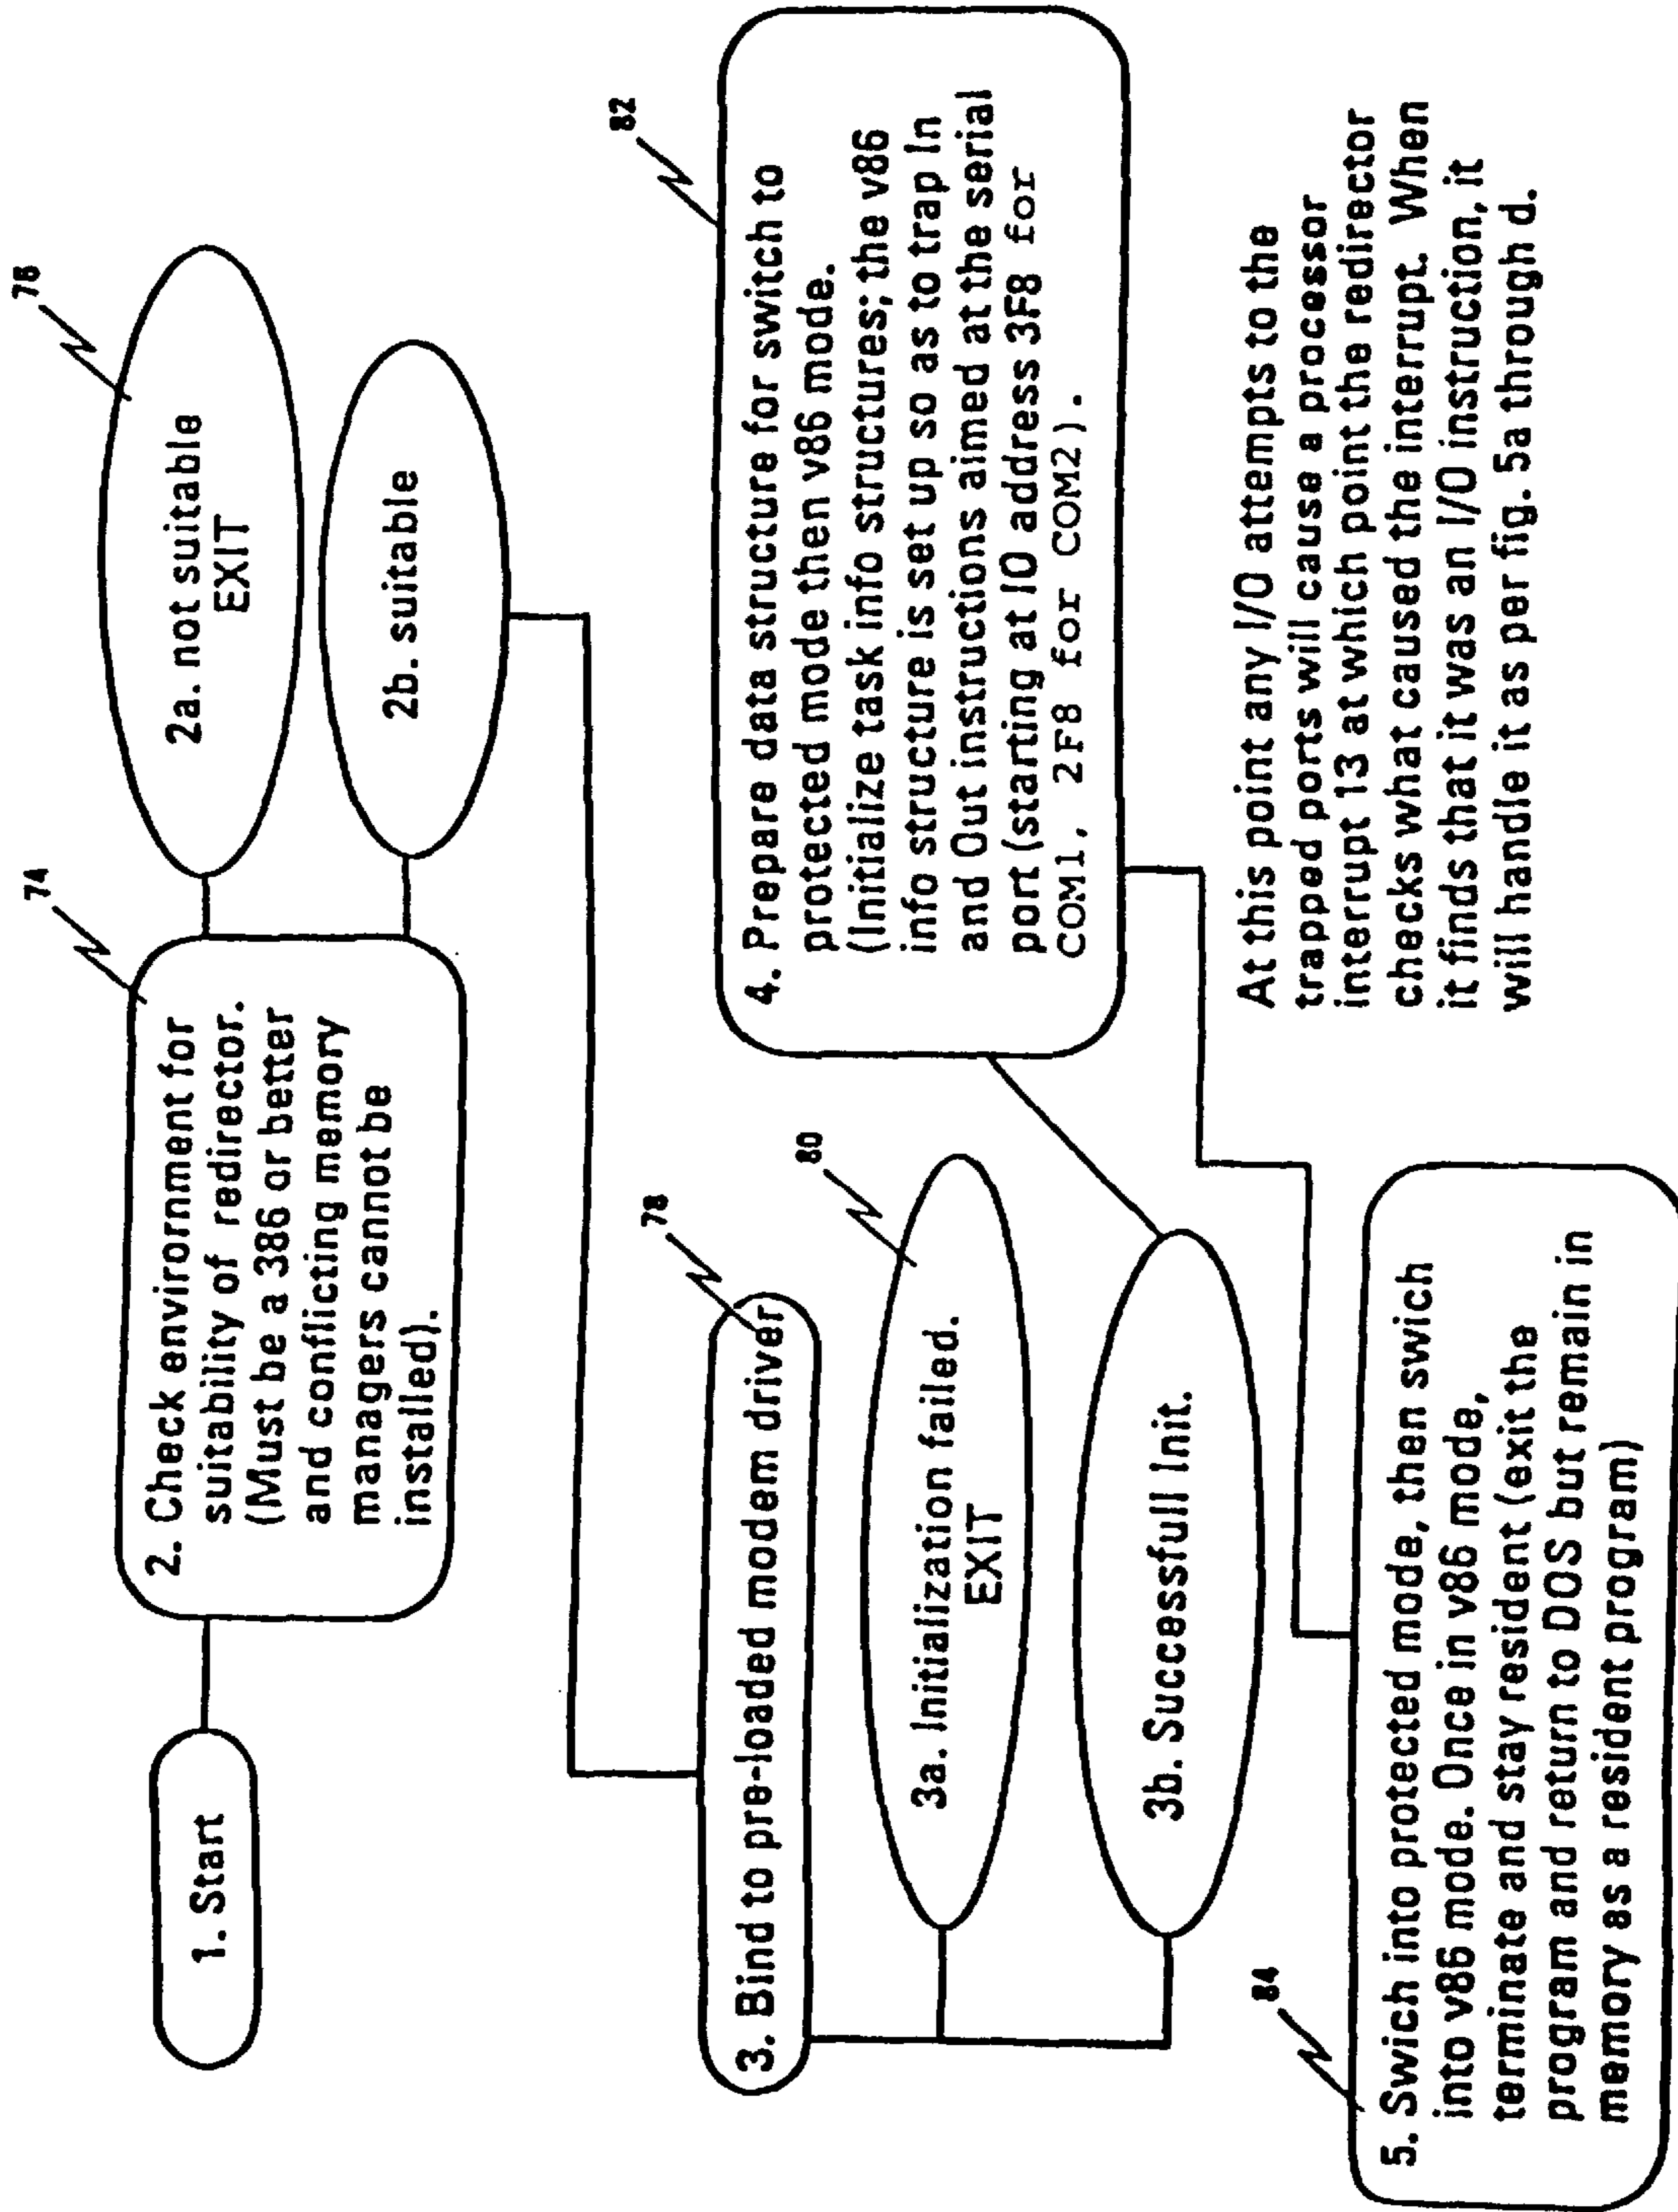 1. Start
74
2. Check environment for
suitability of redirector.
(Must be a 386 or better
and conflicting memory
managers cannot be
installed).
76
2a. not suitable
EXIT
2b. suitable
78
3. Bind to pre-loaded modem driver
80
3a. Initialization failed.
EXIT
3b. Successfull Init.
82
4. Prepare data structure for switch to
protected mode then v86 mode.
(Initialize task info structures; the v86
info structure is set up so as to trap In
and Out instructions aimed at the serial
port (starting at IO address 3F8 for
COM1, 2F8 for COM2).
84
5. Swich into protected mode, then swich
into v86 mode. Once in v86 mode,
terminate and stay resident (exit the
program and return to DOS but remain in
memory as a resident program)
At this point any I/O attempts to the
trapped ports will cause a processor
interrupt 13 at which point the redirector
checks what caused the interrupt. When
it finds that it was an I/O instruction, it
will handle it as per fig. 5a through d.